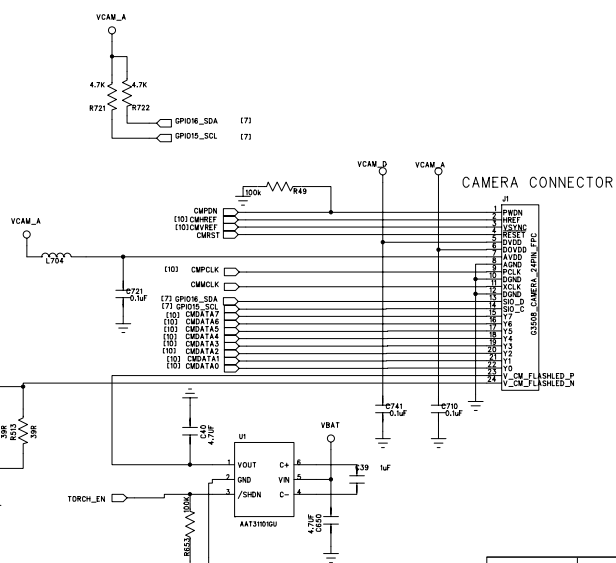 VCAM_A
4.7K
4.7K
R721
R722
GPIO16_SDA [7]
GPIO15_SCL [7]
VCAM_D
VCAM_A
CAMERA CONNECTOR
100k
R49
J1
CMPDN
[10] CMHREF
[10] CMVREF
CMRST
VCAM_A
L704
C721
0.1uF
[10] CMPCLK
CMMCLK
[7] GPIO16_SDA
[7] GPIO15_SCL
[10] CMDATA7
[10] CMDATA6
[10] CMDATA5
[10] CMDATA4
[10] CMDATA3
[10] CMDATA2
[10] CMDATA1
[10] CMDATA0
1 PWDN
2 HREF
3 VSYNC
4 RESET
5 DVDD
6 DOVDD
7 AVDD
8 AGND
9 PCLK
10 DGND
11 XCLK
12 DGND
13 SIO_D
14 SIO_C
15 Y7
16 Y6
17 Y5
18 Y4
19 Y3
20 Y2
21 Y1
22 Y0
23 V_CM_FLASHLED_P
24 V_CM_FLASHLED_N
G3508_CAMERA_24PIN_FPC
C741
0.1uF
C710
0.1uF
39R
R513
39R
C40
4.7UF
VBAT
U1
1 VOUT
2 GND
3 /SHDN
C+ 6
VIN 5
C- 4
AAT3110IGU
C39 1uF
TORCH_EN
100K
R653
4.7UF
C650